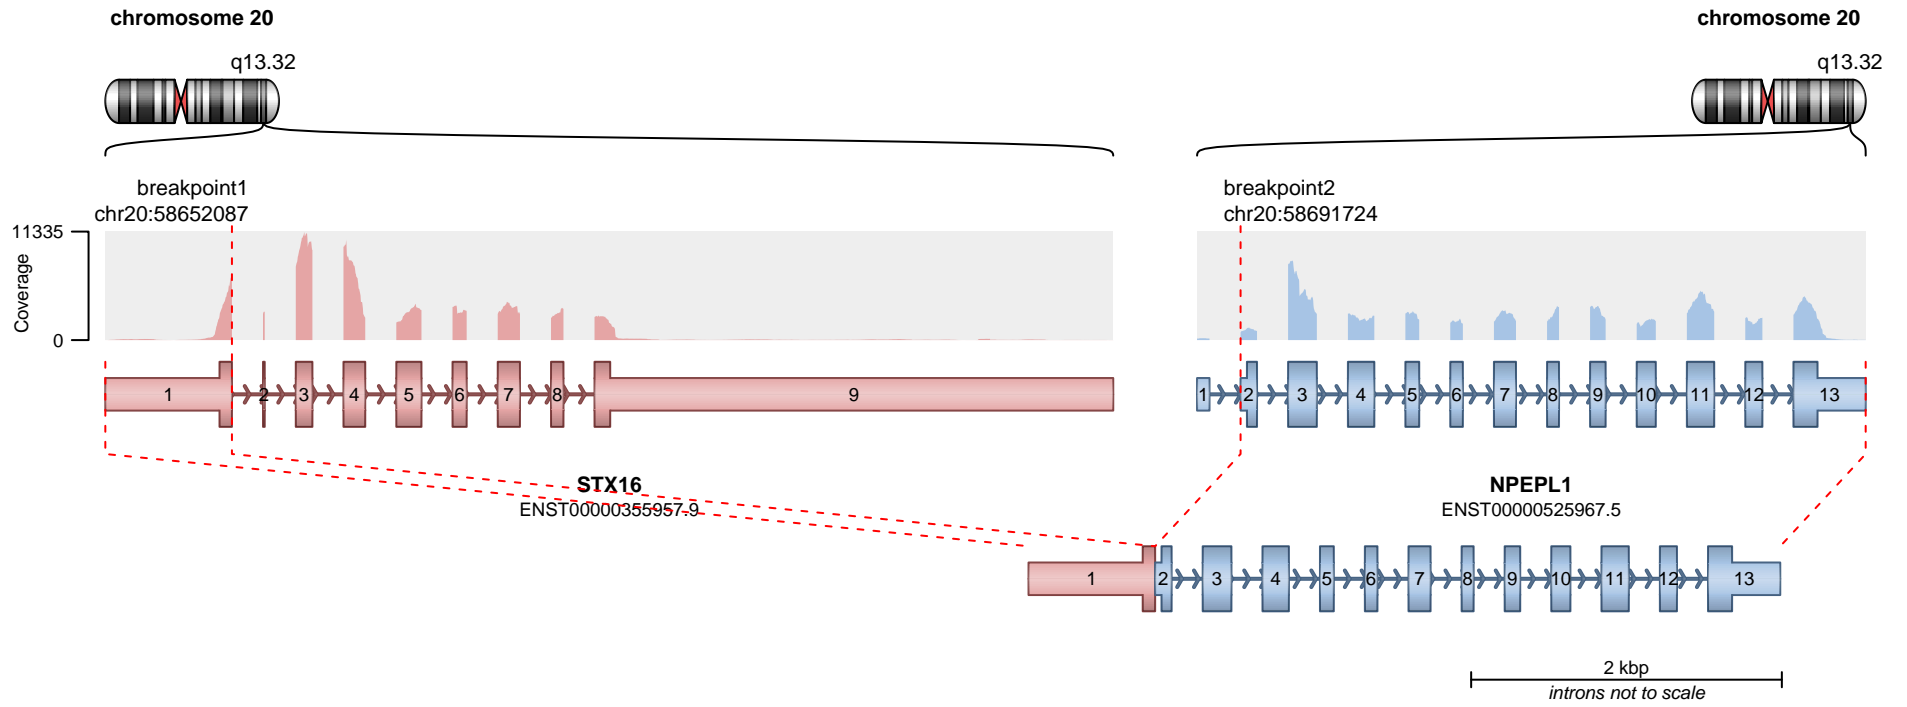 chromosome 20
chromosome 20
q13.32
q13.32
breakpoint1
chr20:58652087
breakpoint2
chr20:58691724
11335
Coverage
0
1 2 3 4 5 6 7 8 9
1 2 3 4 5 6 7 8 9 10 11 12 13
STX16
ENST00000355957.9
NPEPL1
ENST00000525967.5
1 2 3 4 5 6 7 8 9 10 11 12 13
2 kbp
introns not to scale